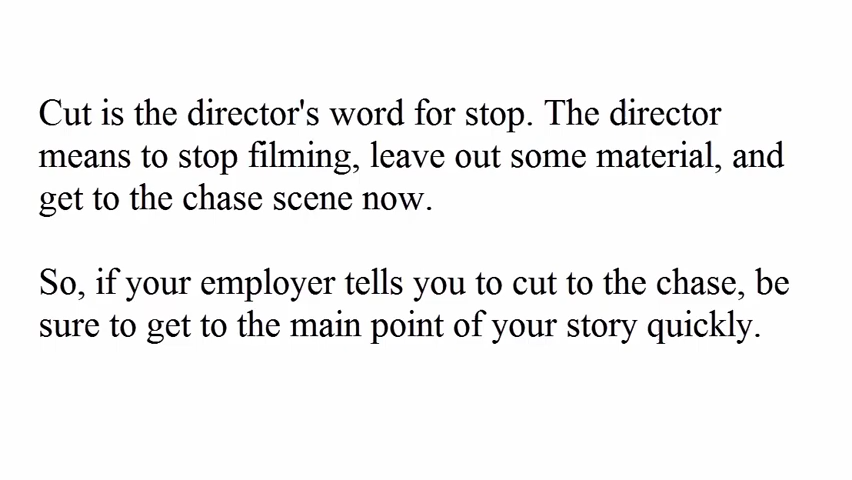 Cut is the director's word for stop. The director
means to stop filming, leave out some material, and
get to the chase scene now.
So, if your employer tells you to cut to the chase, be
sure to get to the main point of your story quickly.